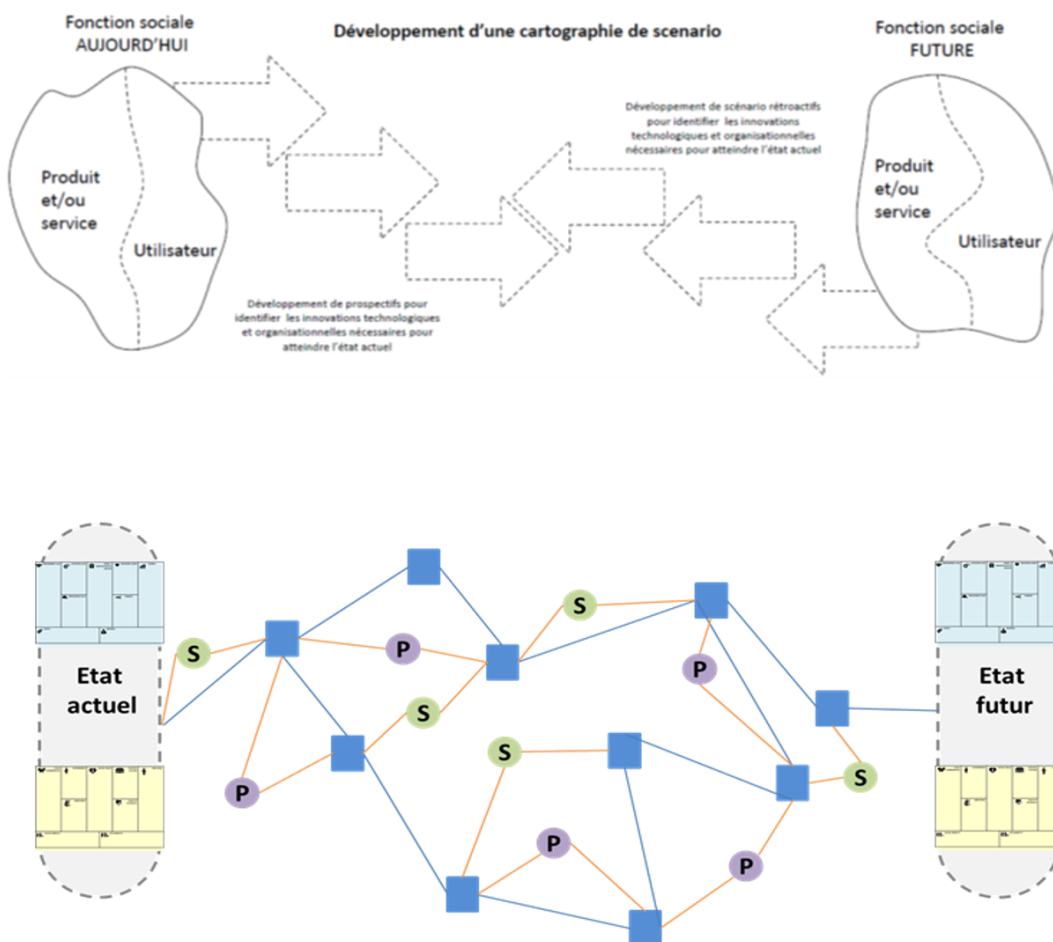 Fonction sociale
AUJOURD'HUI
Développement d'une cartographie de scenario
Fonction sociale
FUTURE
Développement de scénario rétroactifs
pour identifier les innovations
technologiques et organisationnelles
nécessaires pour atteindre l'état actuel
Produit
et/ou
service
Utilisateur
Produit
et/ou
service
Utilisateur
Développement de prospectifs pour
identifier les innovations technologiques
et organisationnelles nécessaires pour
atteindre l'état actuel
Etat
actuel
S
P
S
P
S
S
P
P
P
S
Etat
futur